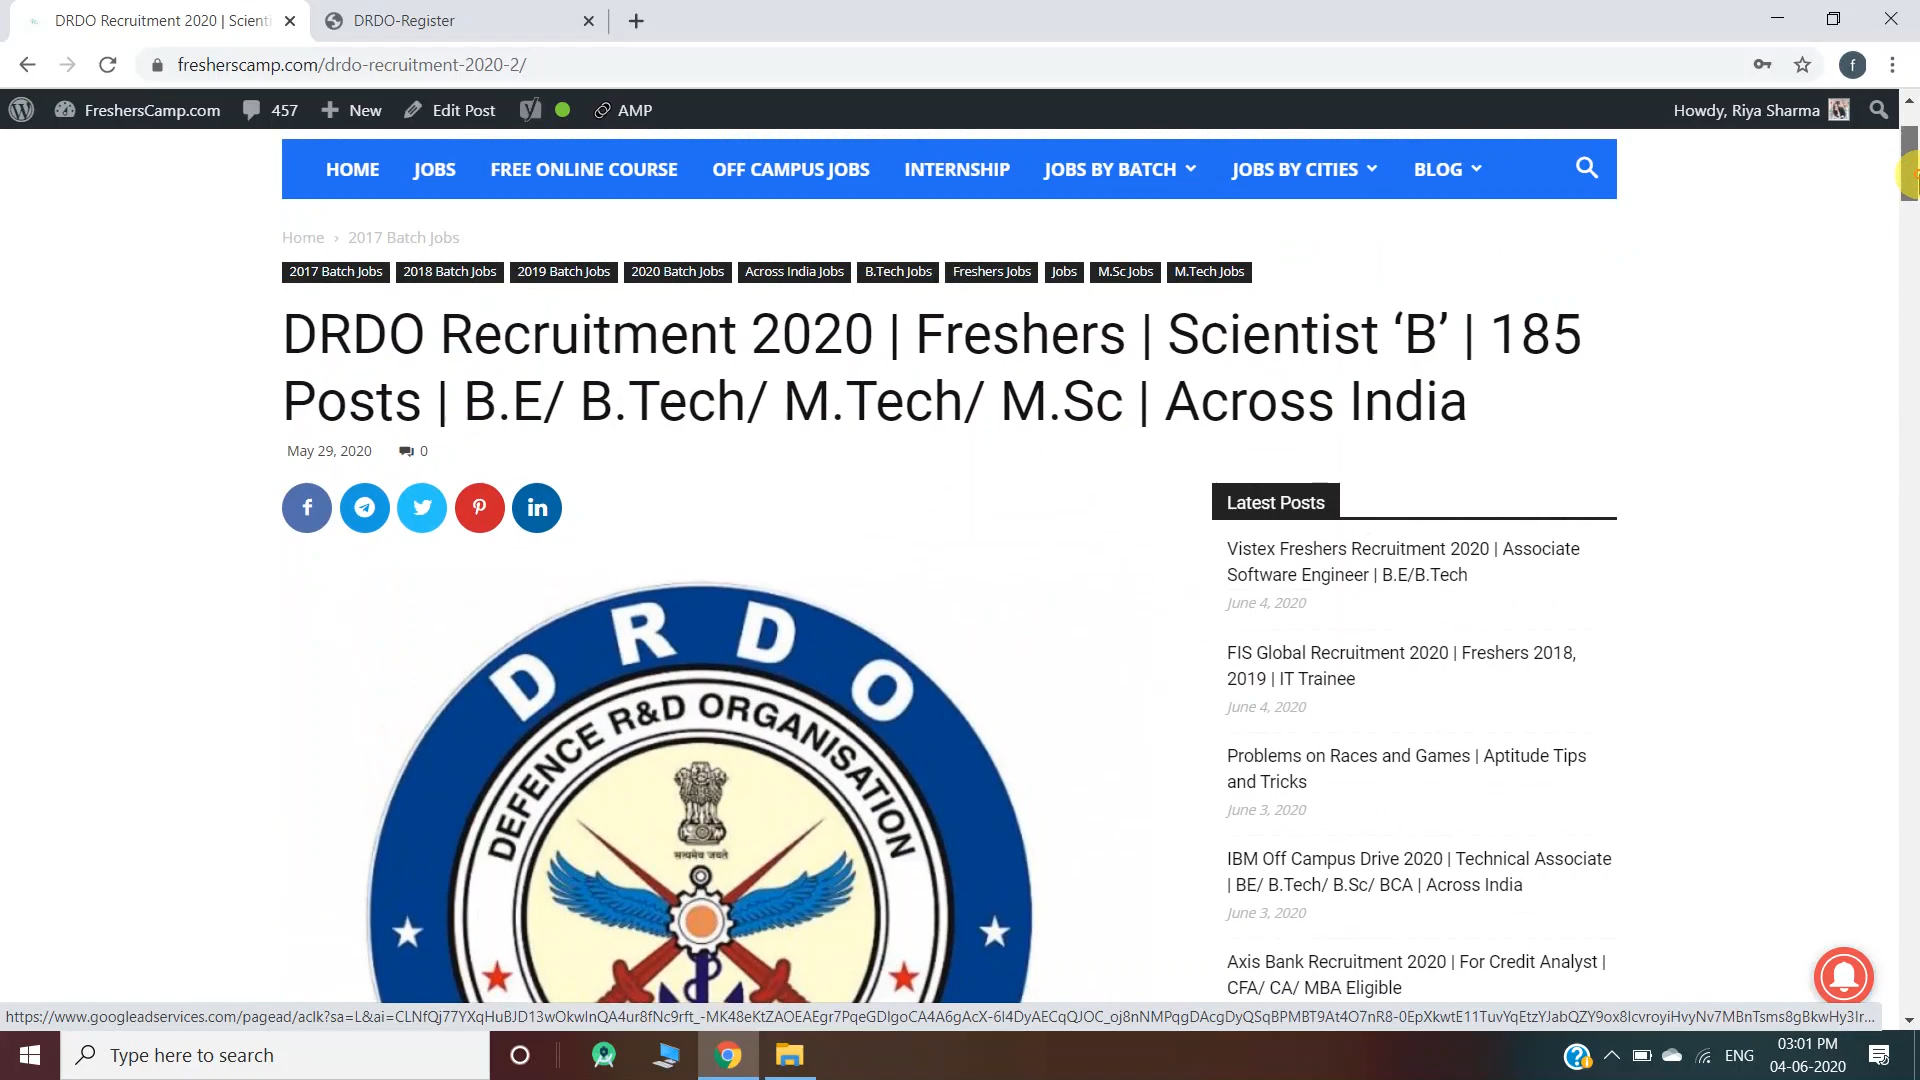 DRDO Recruitment 2020 | Scienti
DRDO-Register
fresherscamp.com/drdo-recruitment-2020-2/
f
FreshersCamp.com
457
New
Edit Post
AMP
Howdy, Riya Sharma
HOME
JOBS
FREE ONLINE COURSE
OFF CAMPUS JOBS
INTERNSHIP
JOBS BY BATCH
JOBS BY CITIES
BLOG
Home › 2017 Batch Jobs
2017 Batch Jobs
2018 Batch Jobs
2019 Batch Jobs
2020 Batch Jobs
Across India Jobs
B.Tech Jobs
Freshers Jobs
Jobs
M.Sc Jobs
M.Tech Jobs
DRDO Recruitment 2020 | Freshers | Scientist ‘B’ | 185
Posts | B.E/ B.Tech/ M.Tech/ M.Sc | Across India
May 29, 2020
0
DRDO
DEFENCE R&D ORGANISATION
सत्यमेव जयते
Latest Posts
Vistex Freshers Recruitment 2020 | Associate
Software Engineer | B.E/B.Tech
June 4, 2020
FIS Global Recruitment 2020 | Freshers 2018,
2019 | IT Trainee
June 4, 2020
Problems on Races and Games | Aptitude Tips
and Tricks
June 3, 2020
IBM Off Campus Drive 2020 | Technical Associate
| BE/ B.Tech/ B.Sc/ BCA | Across India
June 3, 2020
Axis Bank Recruitment 2020 | For Credit Analyst |
CFA/ CA/ MBA Eligible
Type here to search
ENG
03:01 PM
04-06-2020